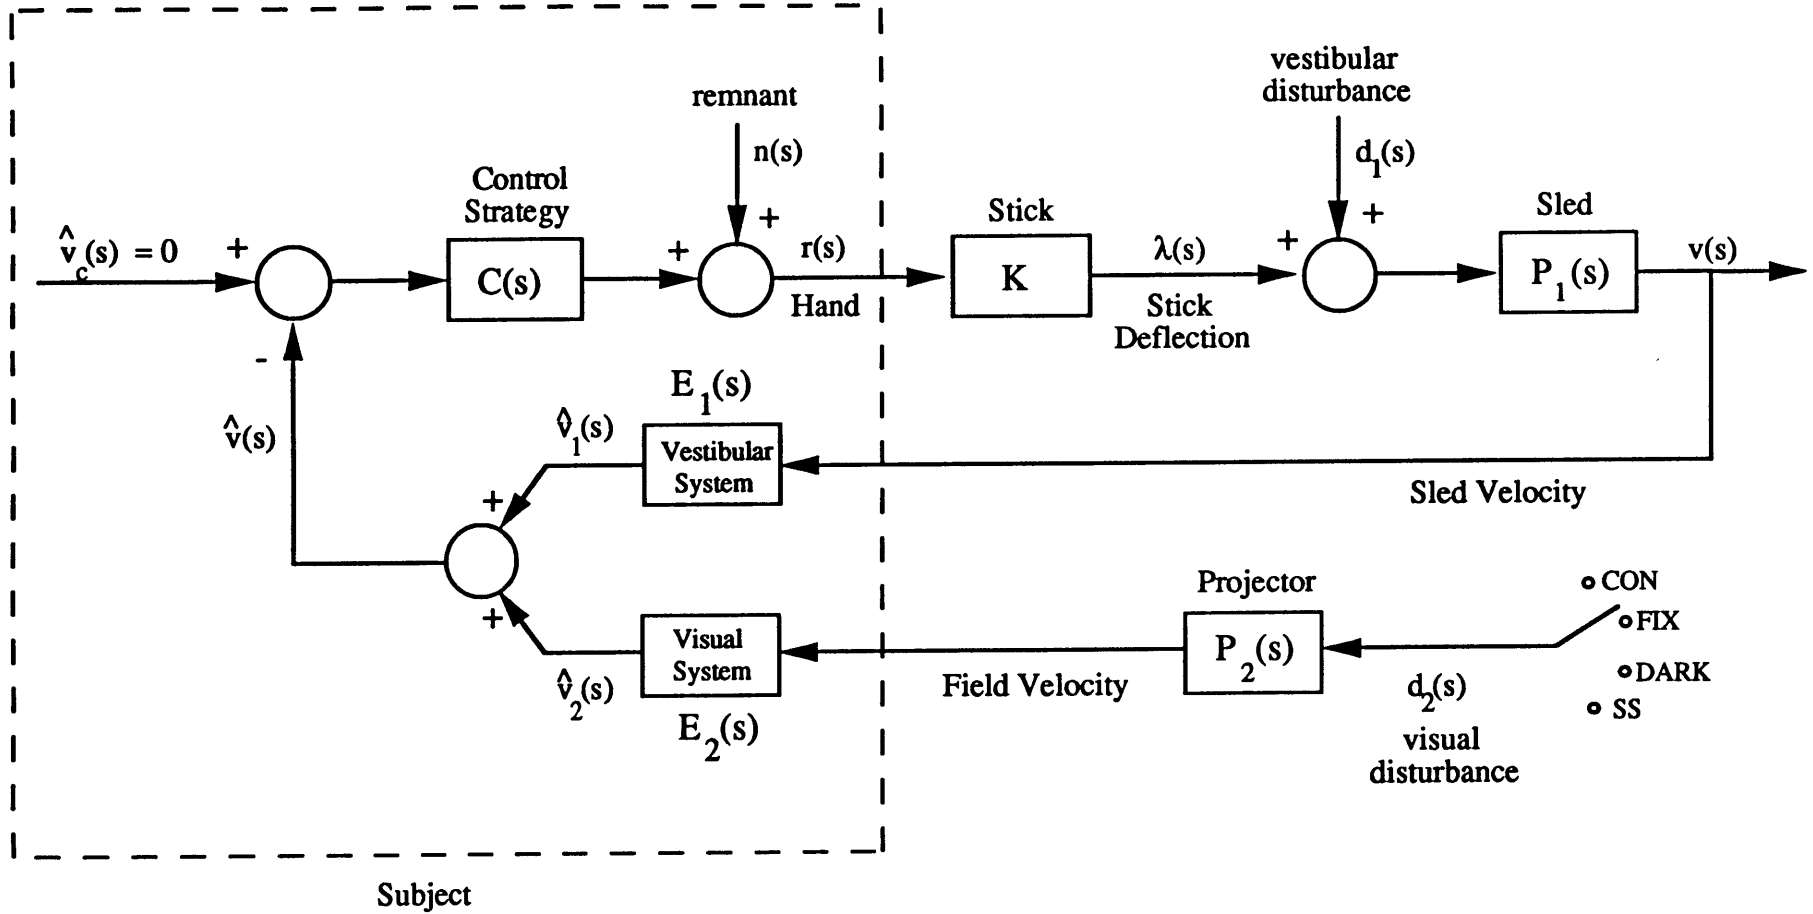 vestibular
disturbance
remnant
n(s)
d₁(s)
Control
Strategy
Stick
Sled
v̂c(s) = 0
+
C(s)
+
+
r(s)
Hand
K
λ(s)
Stick
Deflection
+
+
P₁(s)
v(s)
-
v̂(s)
E₁(s)
v̂₁(s)
Vestibular
System
Sled Velocity
+
+
v̂₂(s)
Visual
System
E₂(s)
Field Velocity
Projector
P₂(s)
d₂(s)
visual
disturbance
CON
FIX
DARK
SS
Subject